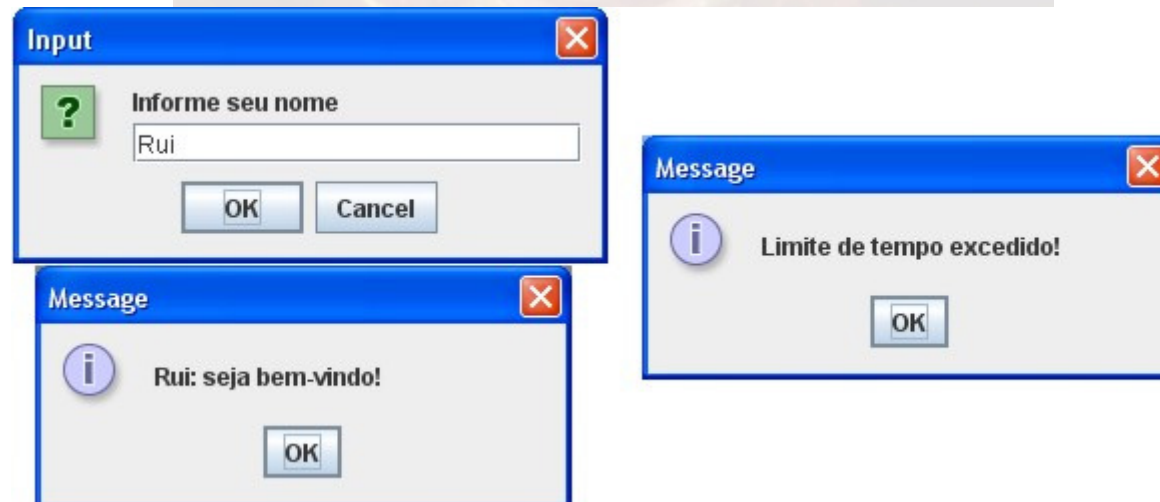 Input
?
Informe seu nome
Rui
OK Cancel
Message
i
Rui: seja bem-vindo!
OK
Message
i
Limite de tempo excedido!
OK